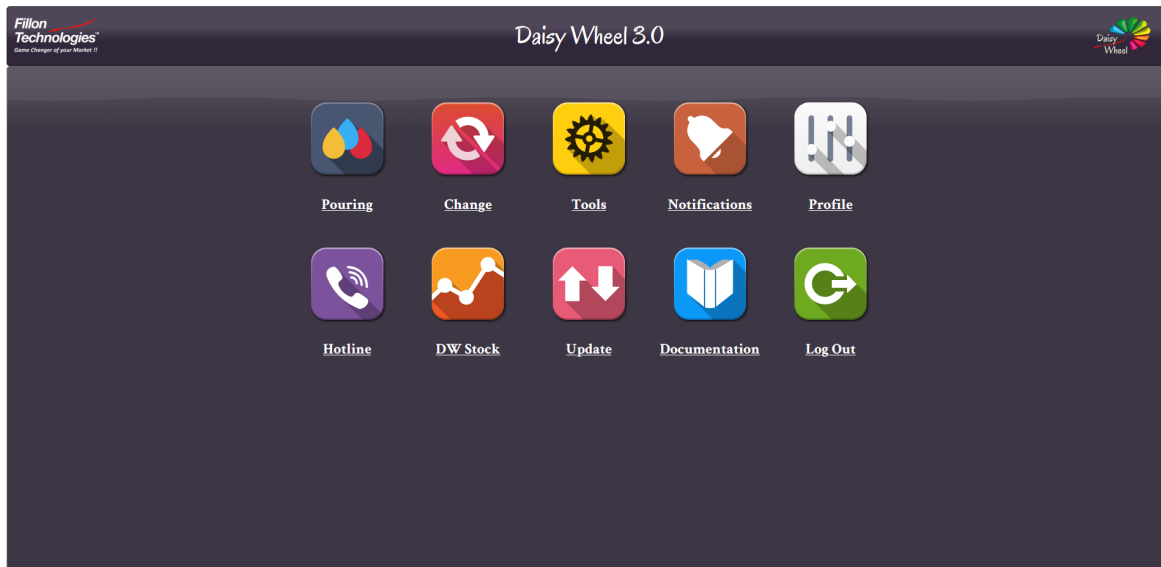 Fillon
Technologies™
Game Changer of your Market !!
Daisy Wheel 3.0
Daisy
Wheel
Pouring
Change
Tools
Notifications
Profile
Hotline
DW Stock
Update
Documentation
Log Out